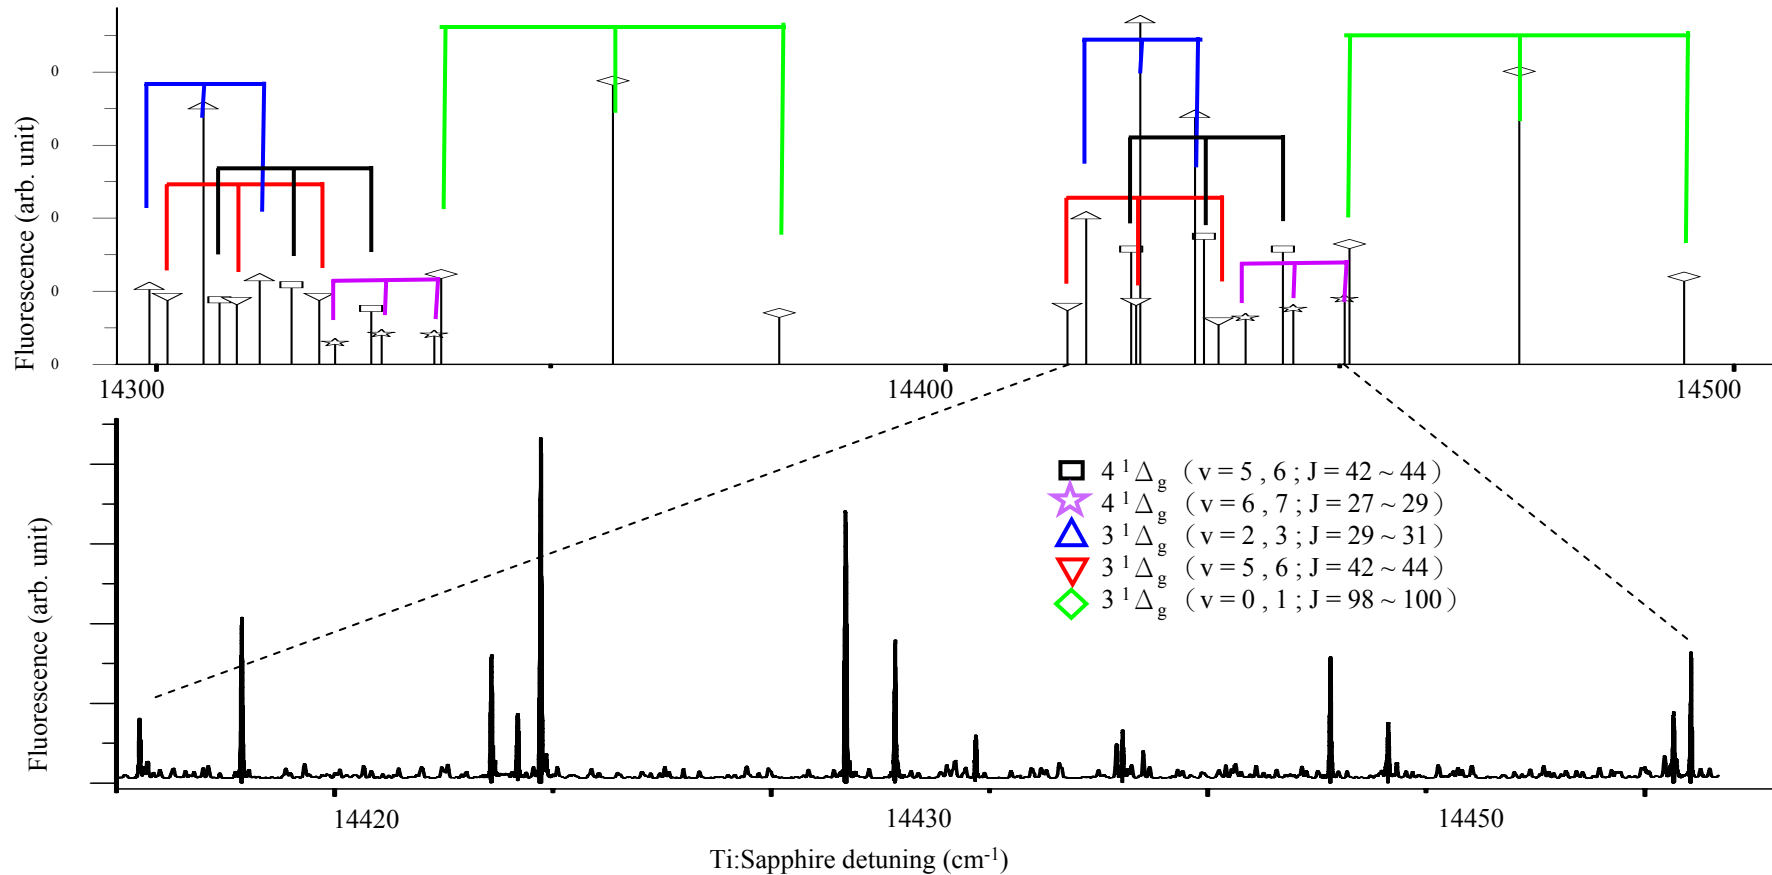 Fluorescence (arb. unit)
0
0
0
0
0
14300
14400
14500
Fluorescence (arb. unit)
4 ¹Δg (v = 5 , 6 ; J = 42 ~ 44)
4 ¹Δg (v = 6 , 7 ; J = 27 ~ 29)
3 ¹Δg (v = 2 , 3 ; J = 29 ~ 31)
3 ¹Δg (v = 5 , 6 ; J = 42 ~ 44)
3 ¹Δg (v = 0 , 1 ; J = 98 ~ 100)
14420
14430
14450
Ti:Sapphire detuning (cm⁻¹)